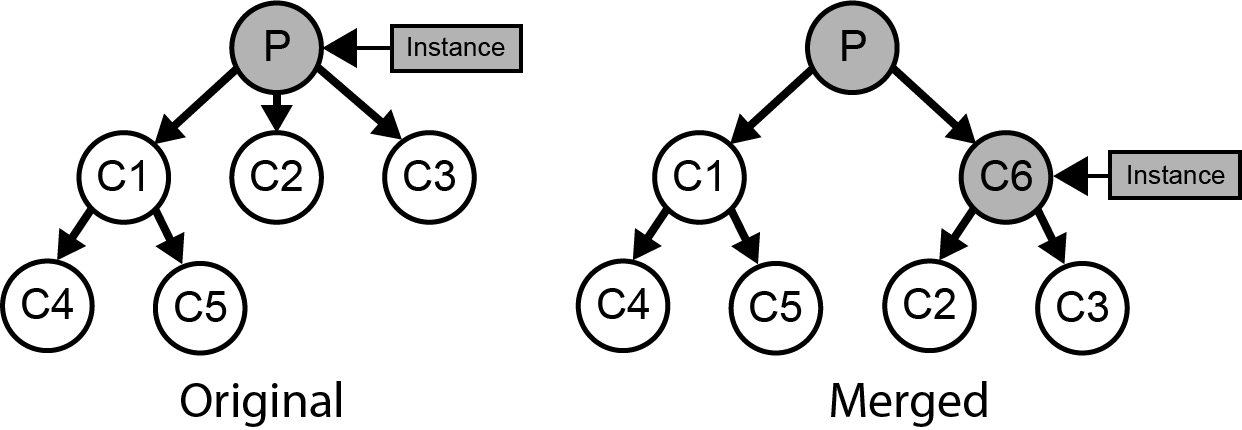 P
Instance
P
C1
C2
C3
C1
C6
Instance
C4
C5
C4
C5
C2
C3
Original
Merged